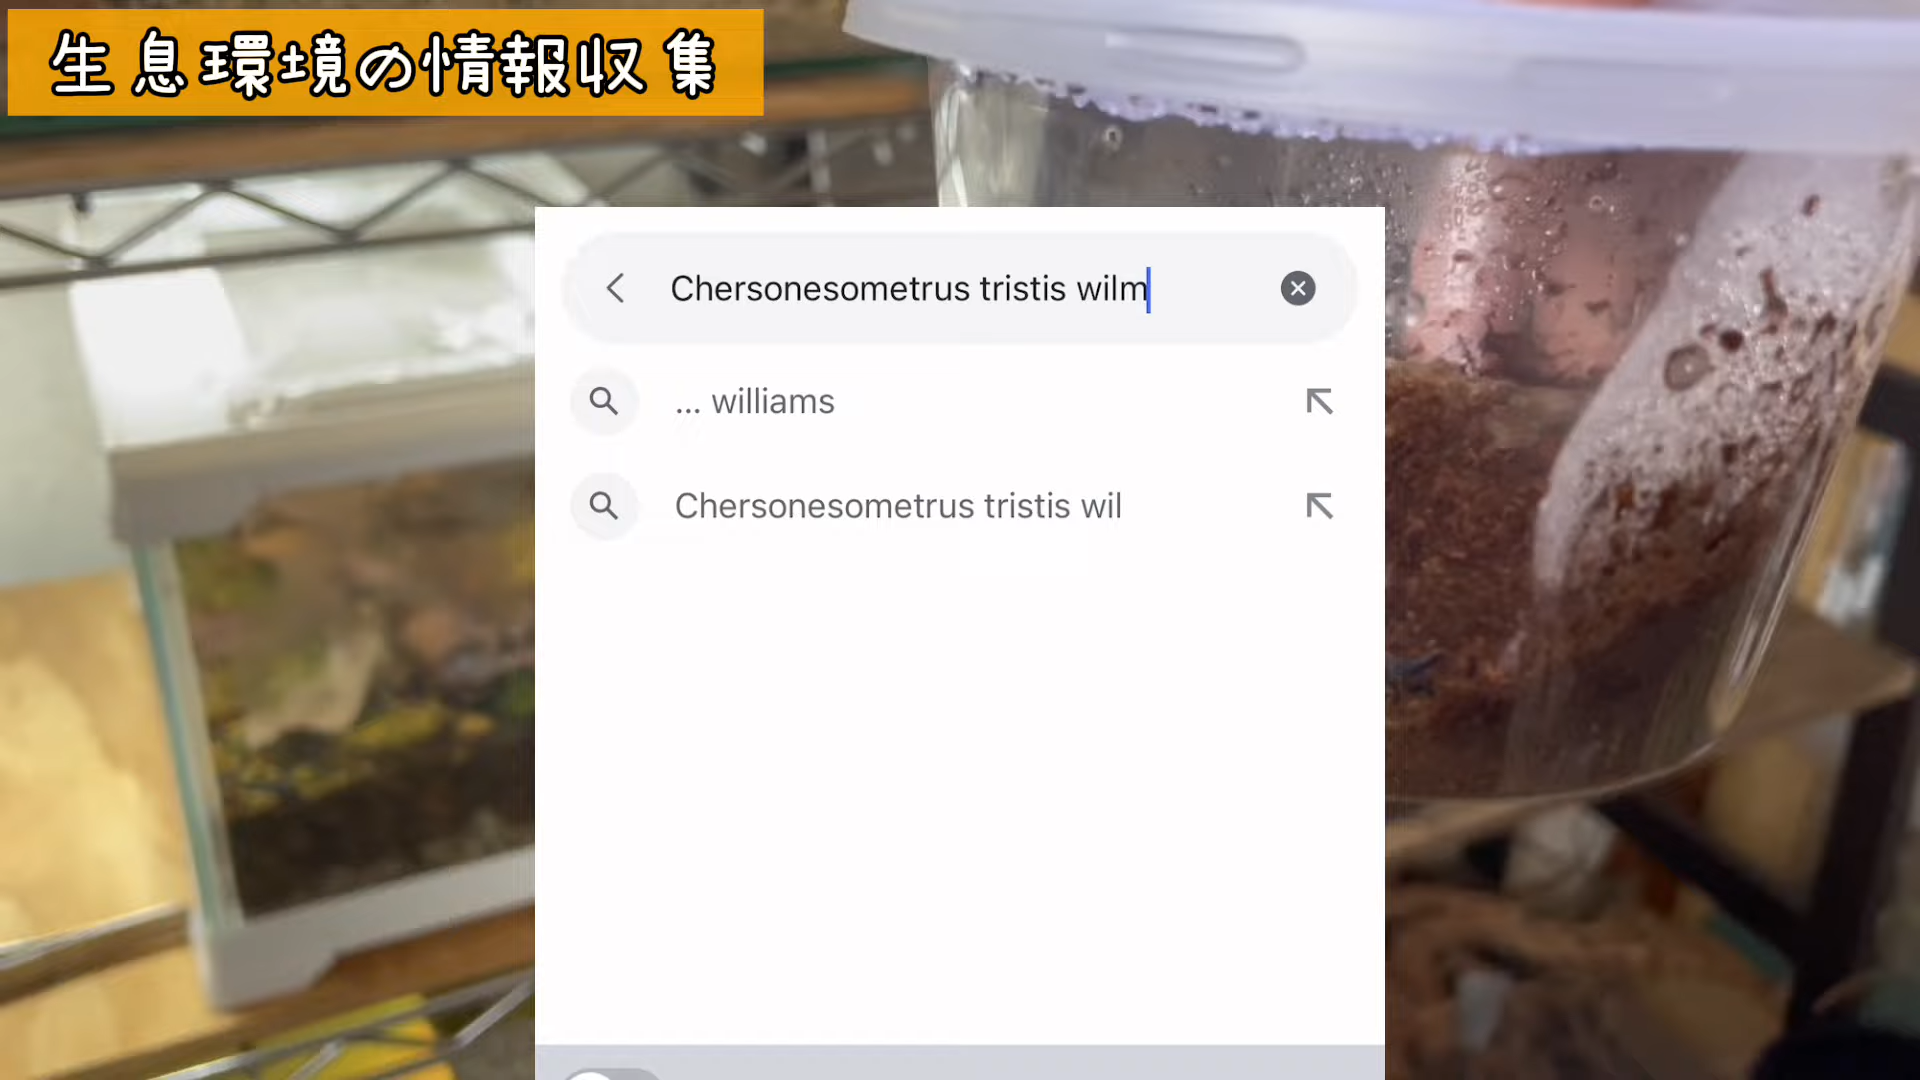 生息環境の情報収集
Chersonesometrus tristis wilm
... williams
Chersonesometrus tristis wil